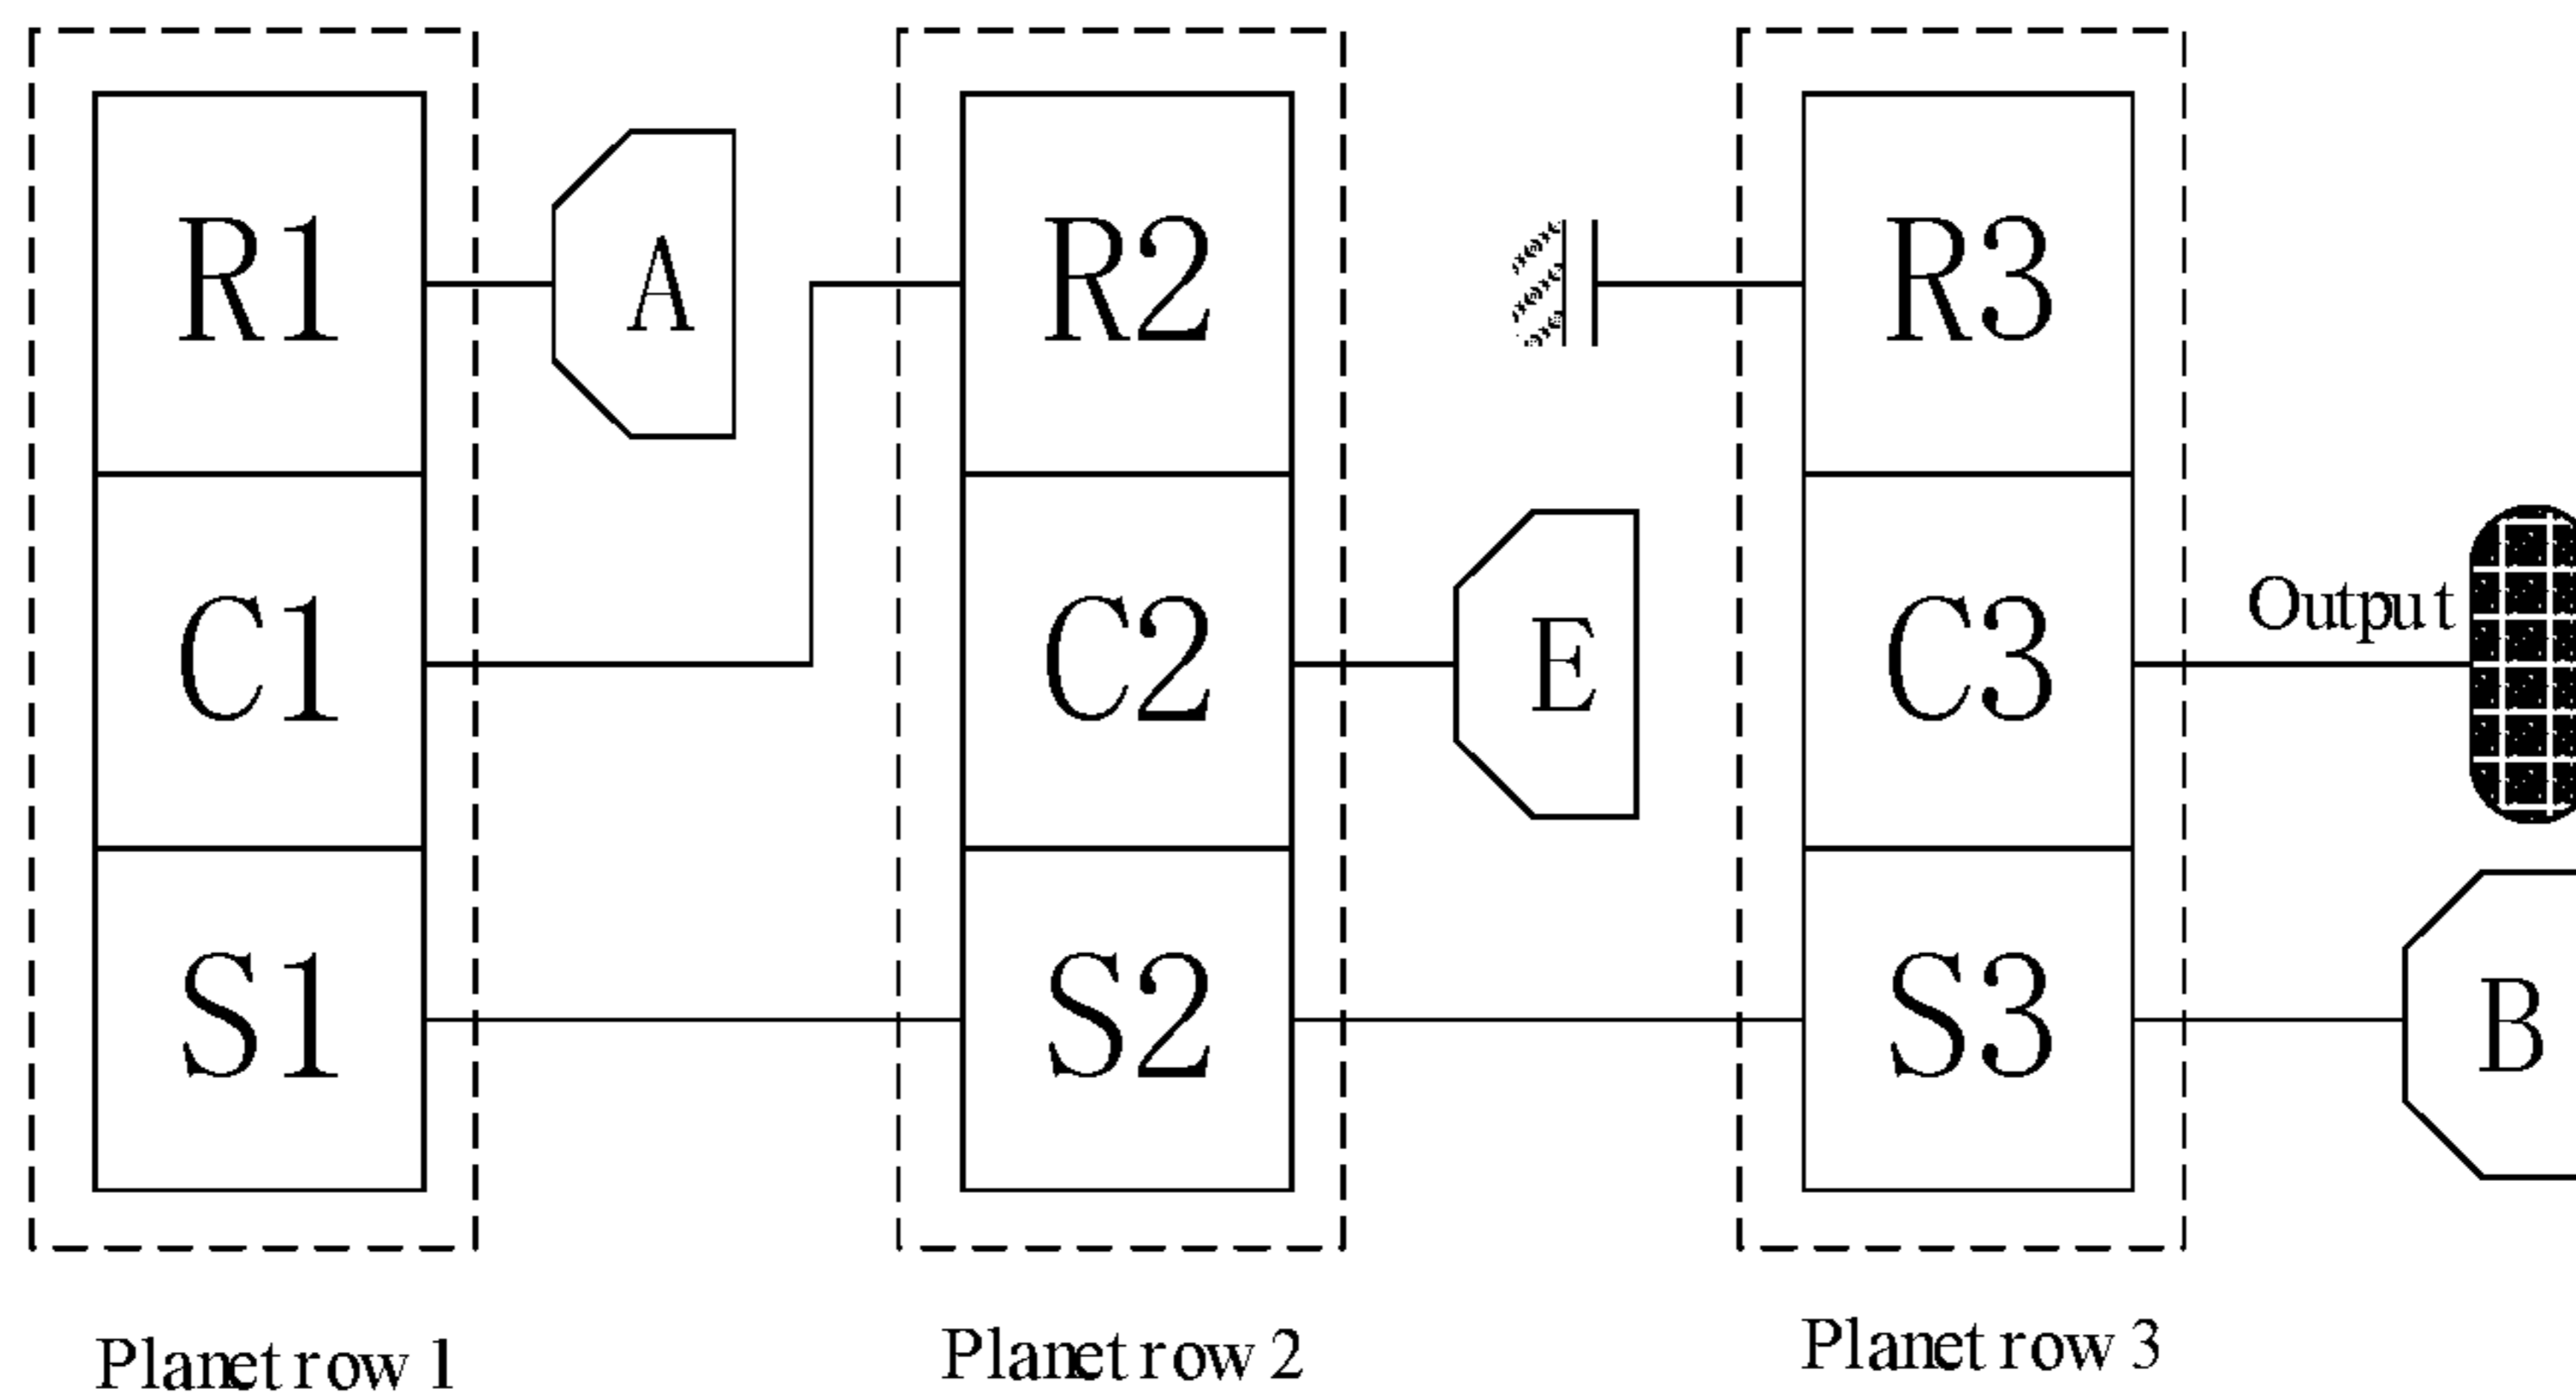 R1
A
R2
R3
C1
C2
E
C3
Output
S1
S2
S3
B
Planet row 1
Planet row 2
Planet row 3